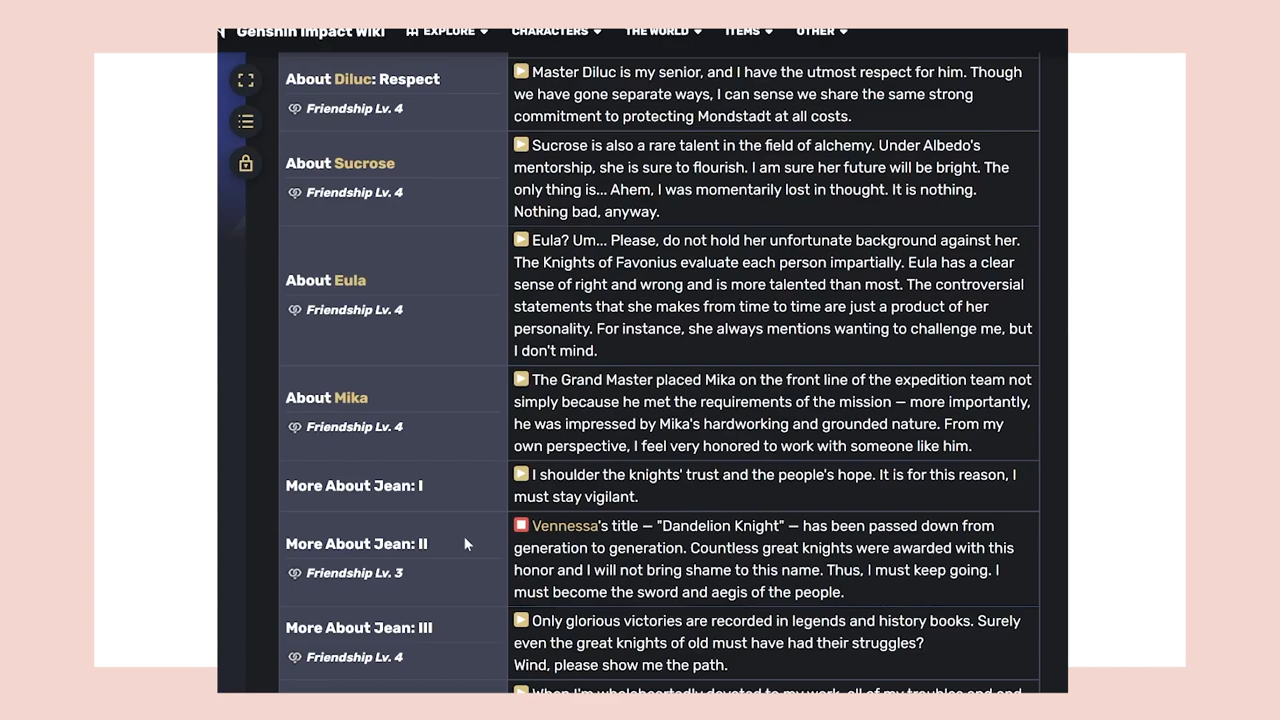 Genshin Impact Wiki EXPLORE CHARACTERS THE WORLD ITEMS OTHER
About Diluc: Respect
Friendship Lv. 4
Master Diluc is my senior, and I have the utmost respect for him. Though
we have gone separate ways, I can sense we share the same strong
commitment to protecting Mondstadt at all costs.
About Sucrose
Friendship Lv. 4
Sucrose is also a rare talent in the field of alchemy. Under Albedo's
mentorship, she is sure to flourish. I am sure her future will be bright. The
only thing is... Ahem, I was momentarily lost in thought. It is nothing.
Nothing bad, anyway.
About Eula
Friendship Lv. 4
Eula? Um... Please, do not hold her unfortunate background against her.
The Knights of Favonius evaluate each person impartially. Eula has a clear
sense of right and wrong and is more talented than most. The controversial
statements that she makes from time to time are just a product of her
personality. For instance, she always mentions wanting to challenge me, but
I don't mind.
About Mika
Friendship Lv. 4
The Grand Master placed Mika on the front line of the expedition team not
simply because he met the requirements of the mission — more importantly,
he was impressed by Mika's hardworking and grounded nature. From my
own perspective, I feel very honored to work with someone like him.
More About Jean: I
I shoulder the knights' trust and the people's hope. It is for this reason, I
must stay vigilant.
More About Jean: II
Friendship Lv. 3
Vennessa's title — "Dandelion Knight" — has been passed down from
generation to generation. Countless great knights were awarded with this
honor and I will not bring shame to this name. Thus, I must keep going. I
must become the sword and aegis of the people.
More About Jean: III
Friendship Lv. 4
Only glorious victories are recorded in legends and history books. Surely
even the great knights of old must have had their struggles?
Wind, please show me the path.
When I'm wholeheartedly devoted to my work, all of my troubles and